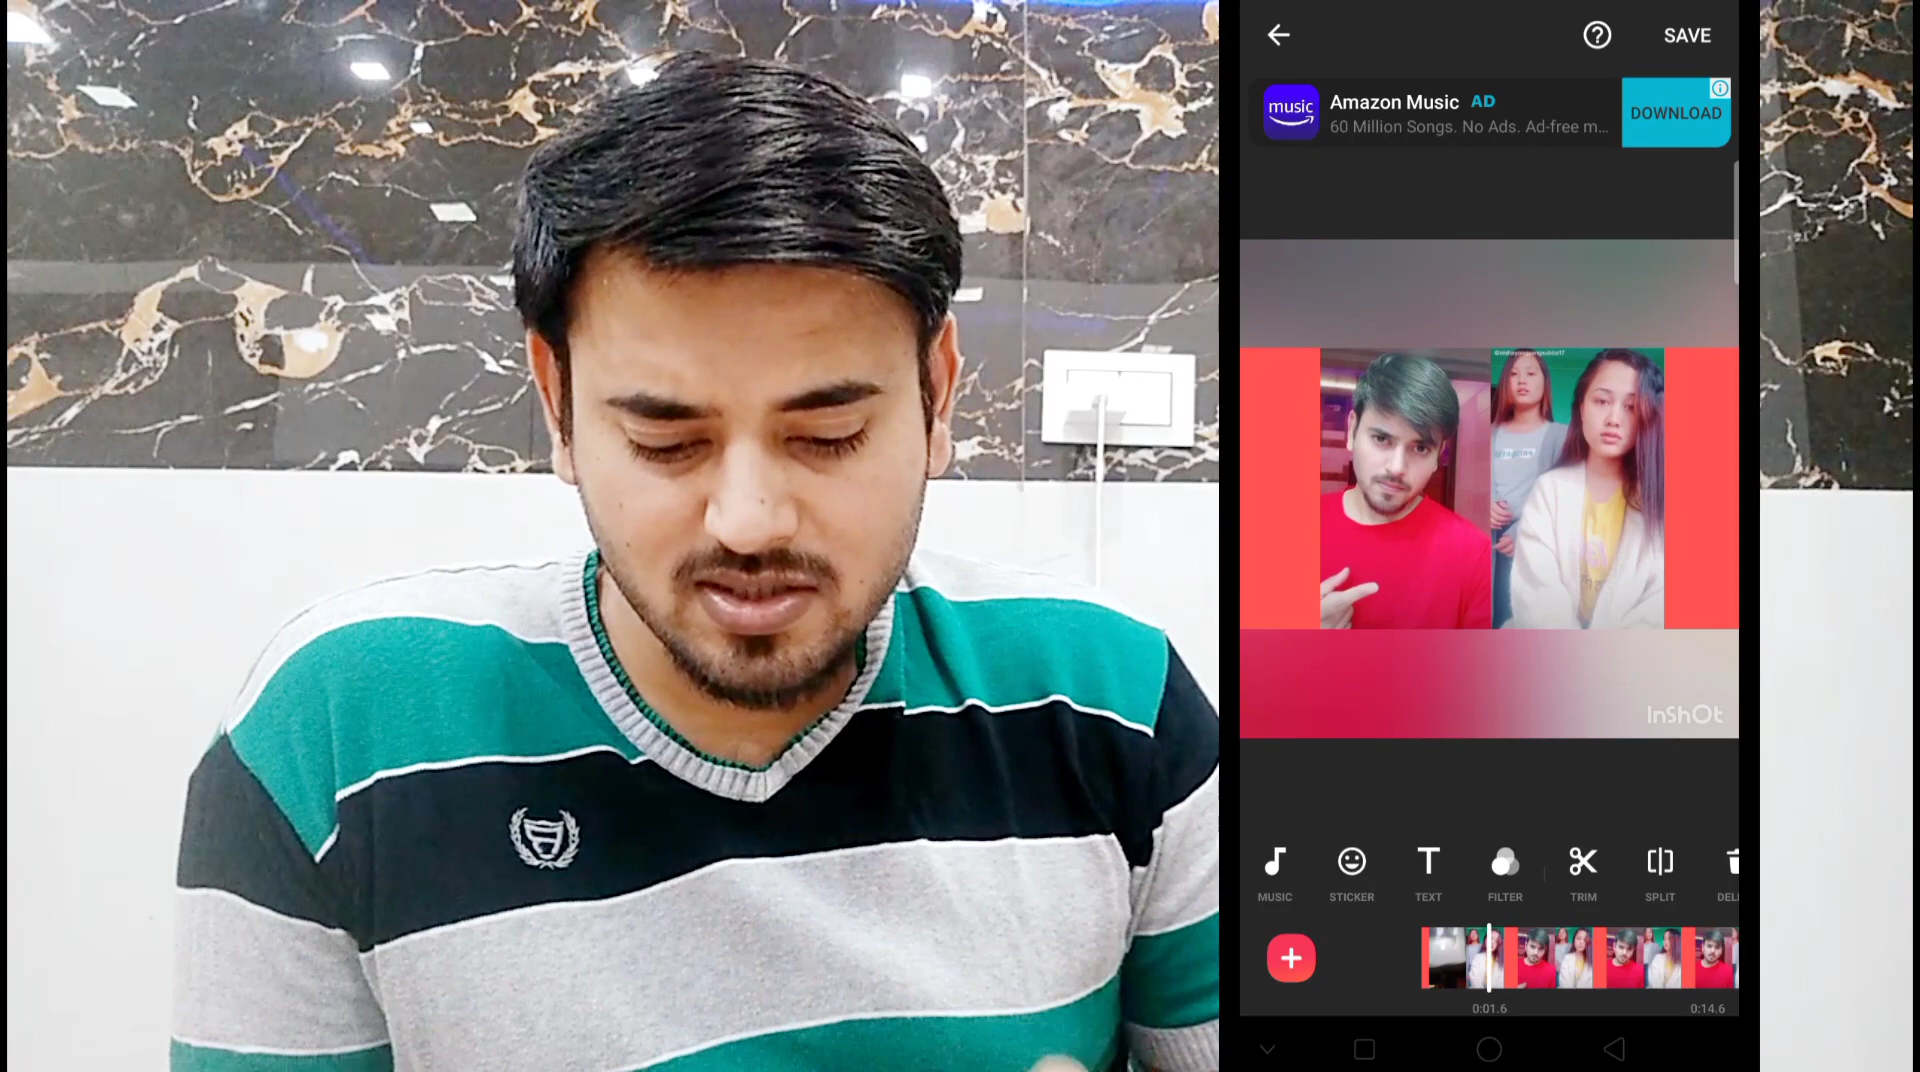 SAVE
music
Amazon Music AD
60 Million Songs. No Ads. Ad-free m...
DOWNLOAD
InShOt
MUSIC
STICKER
TEXT
FILTER
TRIM
SPLIT
DEL
0:01.6
0:14.6